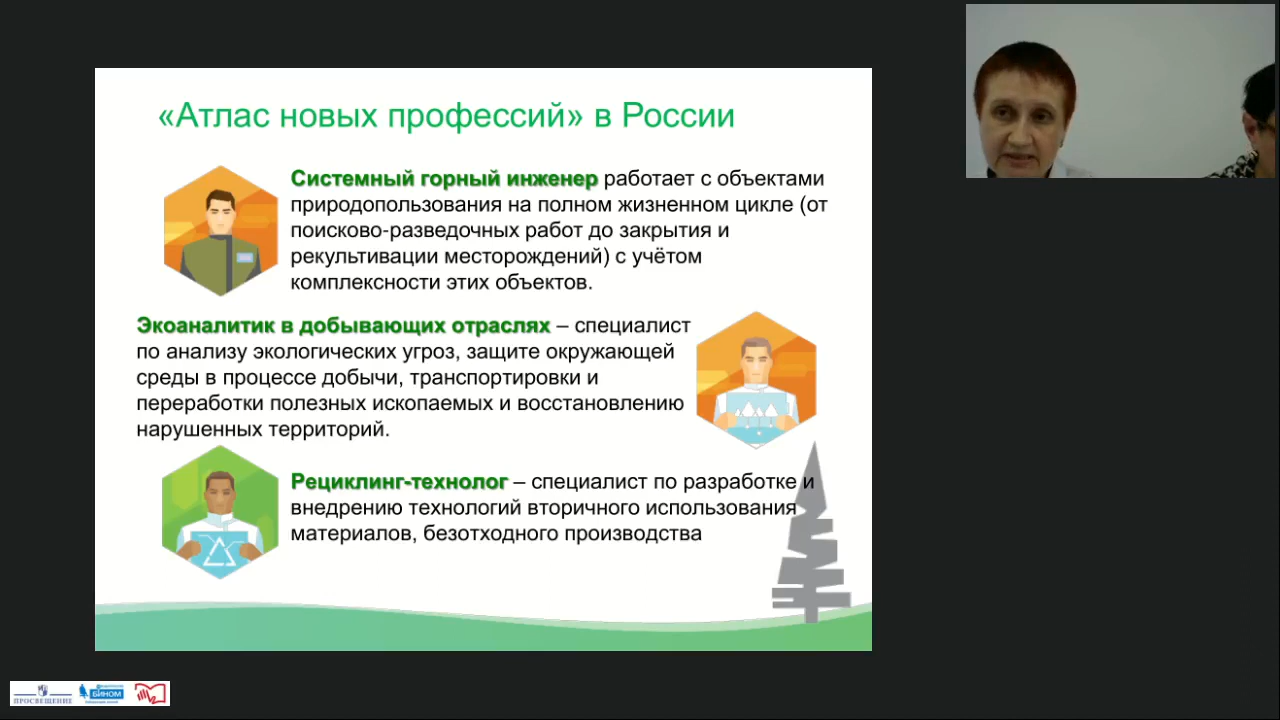 «Атлас новых профессий» в России
Системный горный инженер работает с объектами
природопользования на полном жизненном цикле (от
поисково-разведочных работ до закрытия и
рекультивации месторождений) с учётом
комплексности этих объектов.
Экоаналитик в добывающих отраслях – специалист
по анализу экологических угроз, защите окружающей
среды в процессе добычи, транспортировки и
переработки полезных ископаемых и восстановлению
нарушенных территорий.
Рециклинг-технолог – специалист по разработке и
внедрению технологий вторичного использования
материалов, безотходного производства
ПРОСВЕЩЕНИЕ
БИНОМ